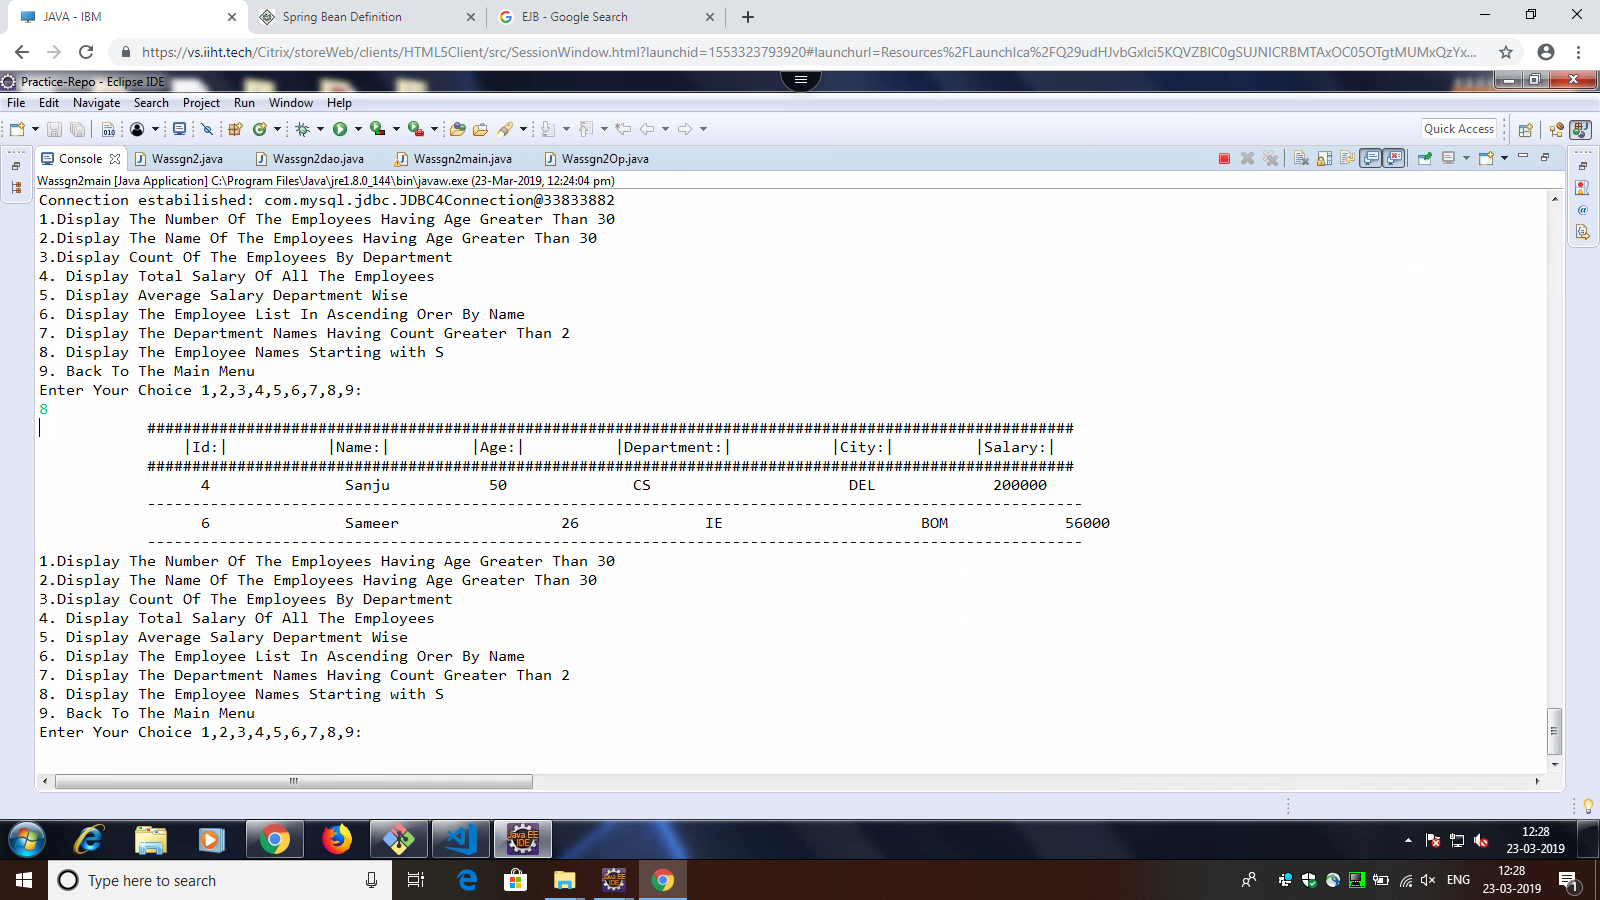 JAVA - IBM
Spring Bean Definition
EJB - Google Search
https://vs.iiht.tech/Citrix/storeWeb/clients/HTML5Client/src/SessionWindow.html?launchid=1553323793920#launchurl=Resources%2FLaunchIca%2F
Practice-Repo - Eclipse IDE
File Edit Navigate Search Project Run Window Help
Quick Access
Console Wassgn2.java Wassgn2dao.java Wassgn2main.java Wassgn2Op.java
Wassgn2main [Java Application] C:\Program Files\Java\jre1.8.0_144\bin\javaw.exe (23-Mar-2019, 12:24:04 pm)
Connection estabilished: com.mysql.jdbc.JDBC4Connection@33833882
1.Display The Number Of The Employees Having Age Greater Than 30
2.Display The Name Of The Employees Having Age Greater Than 30
3.Display Count Of The Employees By Department
4. Display Total Salary Of All The Employees
5. Display Average Salary Department Wise
6. Display The Employee List In Ascending Orer By Name
7. Display The Department Names Having Count Greater Than 2
8. Display The Employee Names Starting with S
9. Back To The Main Menu
Enter Your Choice 1,2,3,4,5,6,7,8,9:
8
#######################################################################################################
|Id:| |Name:| |Age:| |Department:| |City:| |Salary:|
#######################################################################################################
4 Sanju 50 CS DEL 200000
--------------------------------------------------------------------------------------------------------
6 Sameer 26 IE BOM 56000
--------------------------------------------------------------------------------------------------------
1.Display The Number Of The Employees Having Age Greater Than 30
2.Display The Name Of The Employees Having Age Greater Than 30
3.Display Count Of The Employees By Department
4. Display Total Salary Of All The Employees
5. Display Average Salary Department Wise
6. Display The Employee List In Ascending Orer By Name
7. Display The Department Names Having Count Greater Than 2
8. Display The Employee Names Starting with S
9. Back To The Main Menu
Enter Your Choice 1,2,3,4,5,6,7,8,9:
12:28
23-03-2019
Type here to search
ENG
12:28
23-03-2019
1